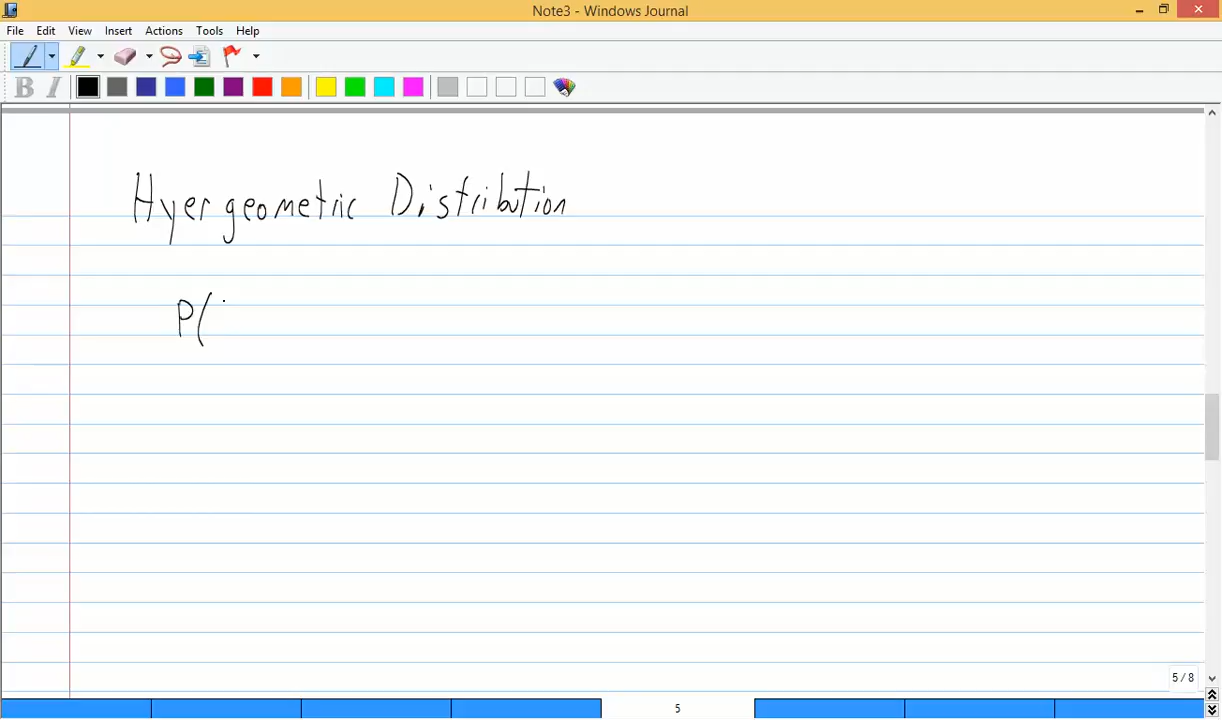 Note3 - Windows Journal
File Edit View Insert Actions Tools Help
B I
Hyergeometric Distribution
P(
5 / 8
5